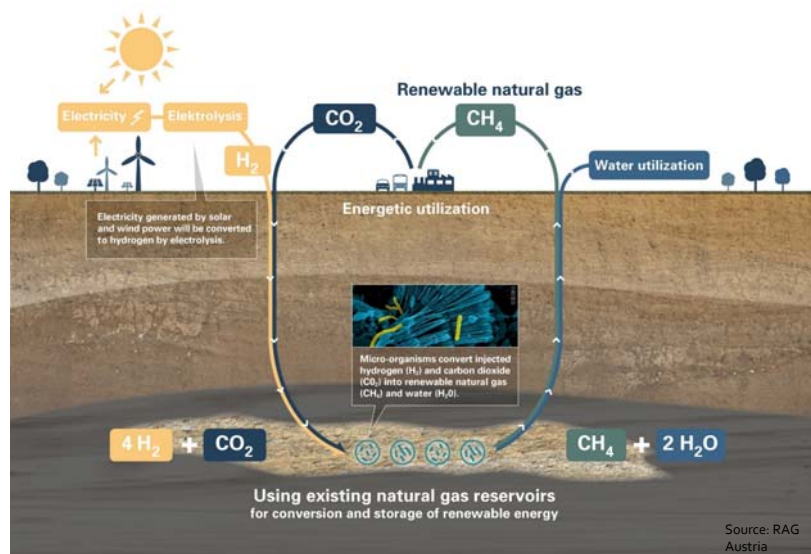 Renewable natural gas
Electricity
Elektrolysis
CO₂
CH₄
H₂
Water utilization
Energetic utilization
Electricity generated by solar
and wind power will be converted
to hydrogen by electrolysis.
Micro-organisms convert injected
hydrogen (H₂) and carbon dioxide
(CO₂) into renewable natural gas
(CH₄) and water (H₂0).
4 H₂ + CO₂
CH₄ + 2 H₂O
Using existing natural gas reservoirs
for conversion and storage of renewable energy
Source: RAG
Austria